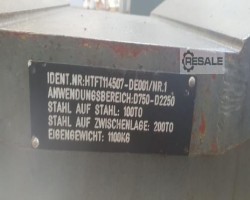 RESALE
IDENT.NR:HTFT114507-DE001/NR.1
ANWENDUNGSBEREICH:D750-D2250
STAHL AUF STAHL: 100TO
STAHL AUF ZWISCHENLAGE: 200TO
EIGENGEWICHT: 1100KG